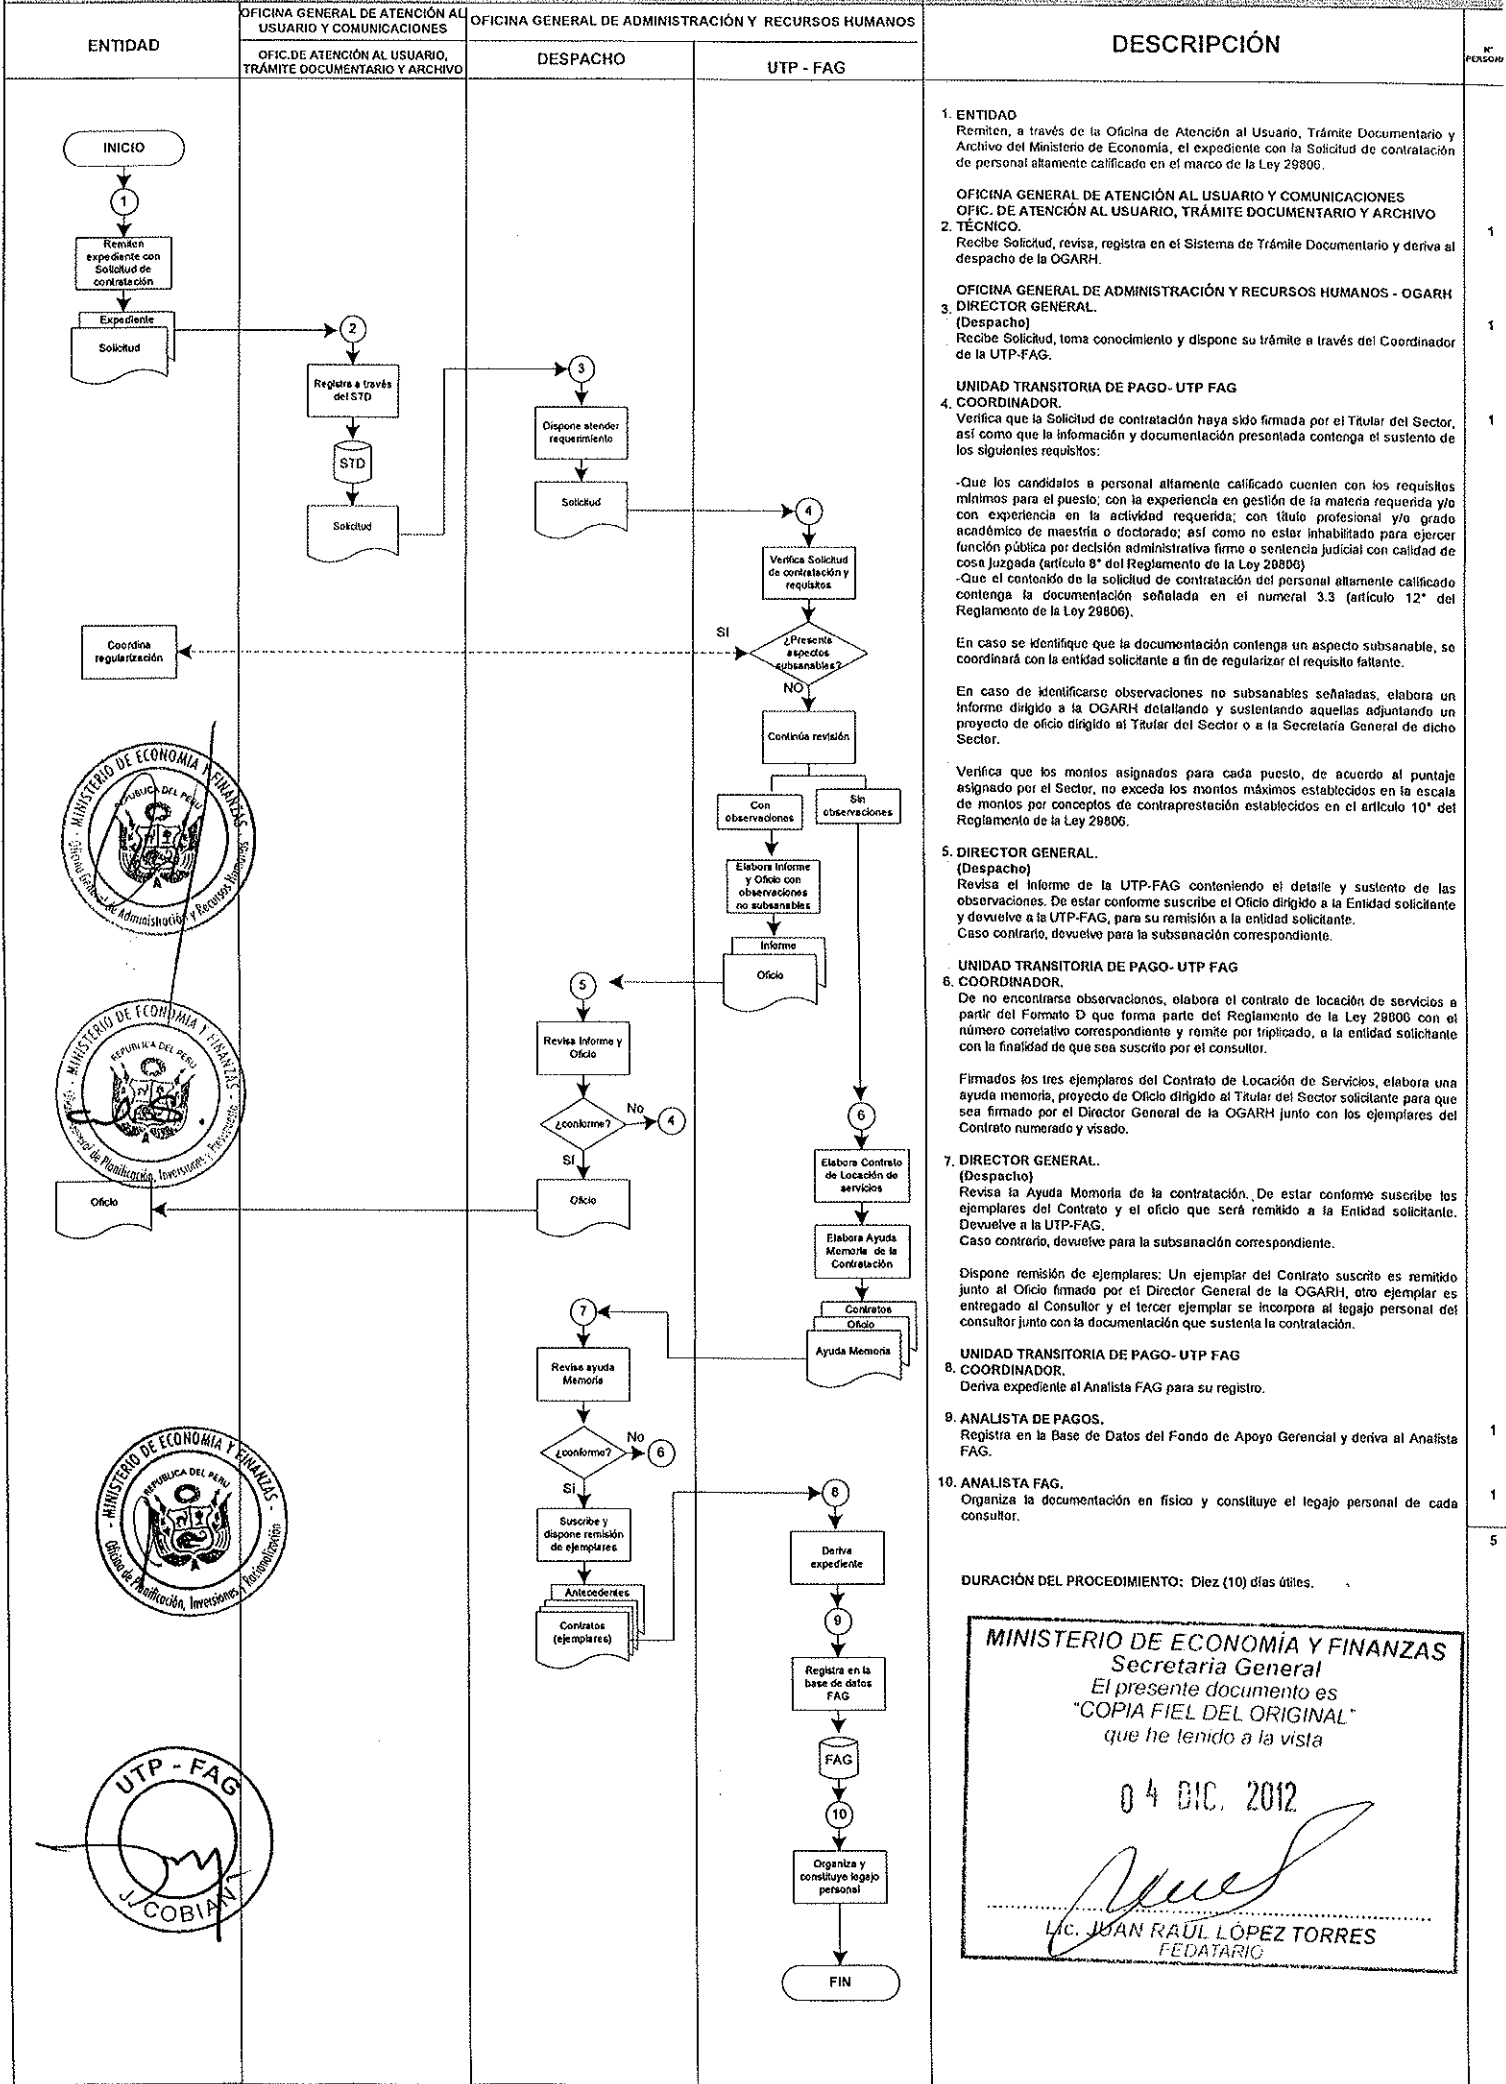 OFICINA GENERAL DE ATENCIÓN AL
USUARIO Y COMUNICACIONES
OFICINA GENERAL DE ADMINISTRACIÓN Y RECURSOS HUMANOS
ENTIDAD
OFIC.DE ATENCIÓN AL USUARIO,
TRÁMITE DOCUMENTARIO Y ARCHIVO
DESPACHO
UTP - FAG
DESCRIPCIÓN
N°
PERSONA
INICIO
1
Remiten
expediente con
Solicitud de
contratación
Expediente
Solicitud
2
Registra a través
del STD
STD
Solicitud
3
Dispone atender
requerimiento
Solicitud
4
Verifica Solicitud
de contratación y
requisitos
¿Presenta
aspectos
subsanables?
SI
Coordina
regularización
NO
Continúa revisión
Con
observaciones
Sin
observaciones
Elabora Informe
y Oficio con
observaciones
no subsanables
Informe
Oficio
5
Revisa Informe y
Oficio
¿conforme?
No
4
SÍ
Oficio
Oficio
6
Elabora Contrato
de Locación de
servicios
Elabora Ayuda
Memoria de la
Contratación
Contratos
Oficio
Ayuda Memoria
7
Revisa ayuda
Memoria
¿conforme?
No
6
Si
Suscribe y
dispone remisión
de ejemplares
Antecedentes
Contratos
(ejemplares)
8
Deriva
expediente
9
Registra en la
base de datos
FAG
FAG
10
Organiza y
constituye legajo
personal
FIN
1. ENTIDAD
Remiten, a través de la Oficina de Atención al Usuario, Trámite Documentario y
Archivo del Ministerio de Economía, el expediente con la Solicitud de contratación
de personal altamente calificado en el marco de la Ley 29806.
OFICINA GENERAL DE ATENCIÓN AL USUARIO Y COMUNICACIONES
OFIC. DE ATENCIÓN AL USUARIO, TRÁMITE DOCUMENTARIO Y ARCHIVO
2. TÉCNICO. 1
Recibe Solicitud, revisa, registra en el Sistema de Trámite Documentario y deriva al
despacho de la OGARH.
OFICINA GENERAL DE ADMINISTRACIÓN Y RECURSOS HUMANOS - OGARH
3. DIRECTOR GENERAL.
(Despacho) 1
Recibe Solicitud, toma conocimiento y dispone su trámite a través del Coordinador
de la UTP-FAG.
UNIDAD TRANSITORIA DE PAGO- UTP FAG
4. COORDINADOR.
Verifica que la Solicitud de contratación haya sido firmada por el Titular del Sector, 1
así como que la información y documentación presentada contenga el sustento de
los siguientes requisitos:
-Que los candidatos a personal altamente calificado cuenten con los requisitos
mínimos para el puesto; con la experiencia en gestión de la materia requerida y/o
con experiencia en la actividad requerida; con título profesional y/o grado
académico de maestría o doctorado; así como no estar inhabilitado para ejercer
función pública por decisión administrativa firme o sentencia judicial con calidad de
cosa juzgada (artículo 8° del Reglamento de la Ley 29806)
-Que el contenido de la solicitud de contratación del personal altamente calificado
contenga la documentación señalada en el numeral 3.3 (artículo 12° del
Reglamento de la Ley 29806).
En caso se identifique que la documentación contenga un aspecto subsanable, se
coordinará con la entidad solicitante a fin de regularizar el requisito faltante.
En caso de identificarse observaciones no subsanables señaladas, elabora un
Informe dirigido a la OGARH detallando y sustentando aquellas adjuntando un
proyecto de oficio dirigido al Titular del Sector o a la Secretaría General de dicho
Sector.
Verifica que los montos asignados para cada puesto, de acuerdo al puntaje
asignado por el Sector, no exceda los montos máximos establecidos en la escala
de montos por conceptos de contraprestación establecidos en el artículo 10° del
Reglamento de la Ley 29806.
5. DIRECTOR GENERAL.
(Despacho)
Revisa el Informe de la UTP-FAG conteniendo el detalle y sustento de las
observaciones. De estar conforme suscribe el Oficio dirigido a la Entidad solicitante
y devuelve a la UTP-FAG, para su remisión a la entidad solicitante.
Caso contrario, devuelve para la subsanación correspondiente.
UNIDAD TRANSITORIA DE PAGO- UTP FAG
6. COORDINADOR.
De no encontrarse observaciones, elabora el contrato de locación de servicios a
partir del Formato D que forma parte del Reglamento de la Ley 29806 con el
número correlativo correspondiente y remite por triplicado, a la entidad solicitante
con la finalidad de que sea suscrito por el consultor.
Firmados los tres ejemplares del Contrato de Locación de Servicios, elabora una
ayuda memoria, proyecto de Oficio dirigido al Titular del Sector solicitante para que
sea firmado por el Director General de la OGARH junto con los ejemplares del
Contrato numerado y visado.
7. DIRECTOR GENERAL.
(Despacho)
Revisa la Ayuda Memoria de la contratación. De estar conforme suscribe los
ejemplares del Contrato y el oficio que será remitido a la Entidad solicitante.
Devuelve a la UTP-FAG.
Caso contrario, devuelve para la subsanación correspondiente.
Dispone remisión de ejemplares: Un ejemplar del Contrato suscrito es remitido
junto al Oficio firmado por el Director General de la OGARH, otro ejemplar es
entregado al Consultor y el tercer ejemplar se incorpora al legajo personal del
consultor junto con la documentación que sustenta la contratación.
UNIDAD TRANSITORIA DE PAGO- UTP FAG
8. COORDINADOR.
Deriva expediente al Analista FAG para su registro.
9. ANALISTA DE PAGOS.
Registra en la Base de Datos del Fondo de Apoyo Gerencial y deriva al Analista 1
FAG.
10. ANALISTA FAG.
Organiza la documentación en físico y constituye el legajo personal de cada 1
consultor.
5
DURACIÓN DEL PROCEDIMIENTO: Diez (10) días útiles.
MINISTERIO DE ECONOMIA Y FINANZAS
REPUBLICA DEL PERU
Oficina General de Administración y Recursos Humanos
MINISTERIO DE ECONOMIA Y FINANZAS
REPUBLICA DEL PERU
General de Planificación, Inversiones y Presupuesto
MINISTERIO DE ECONOMIA Y FINANZAS
REPUBLICA DEL PERU
Oficina de Planificación, Inversiones y Racionalización
UTP - FAG
J. COBIAN
MINISTERIO DE ECONOMÍA Y FINANZAS
Secretaria General
El presente documento es
"COPIA FIEL DEL ORIGINAL"
que he tenido a la vista
04 DIC. 2012
Lic. JUAN RAÚL LÓPEZ TORRES
FEDATARIO